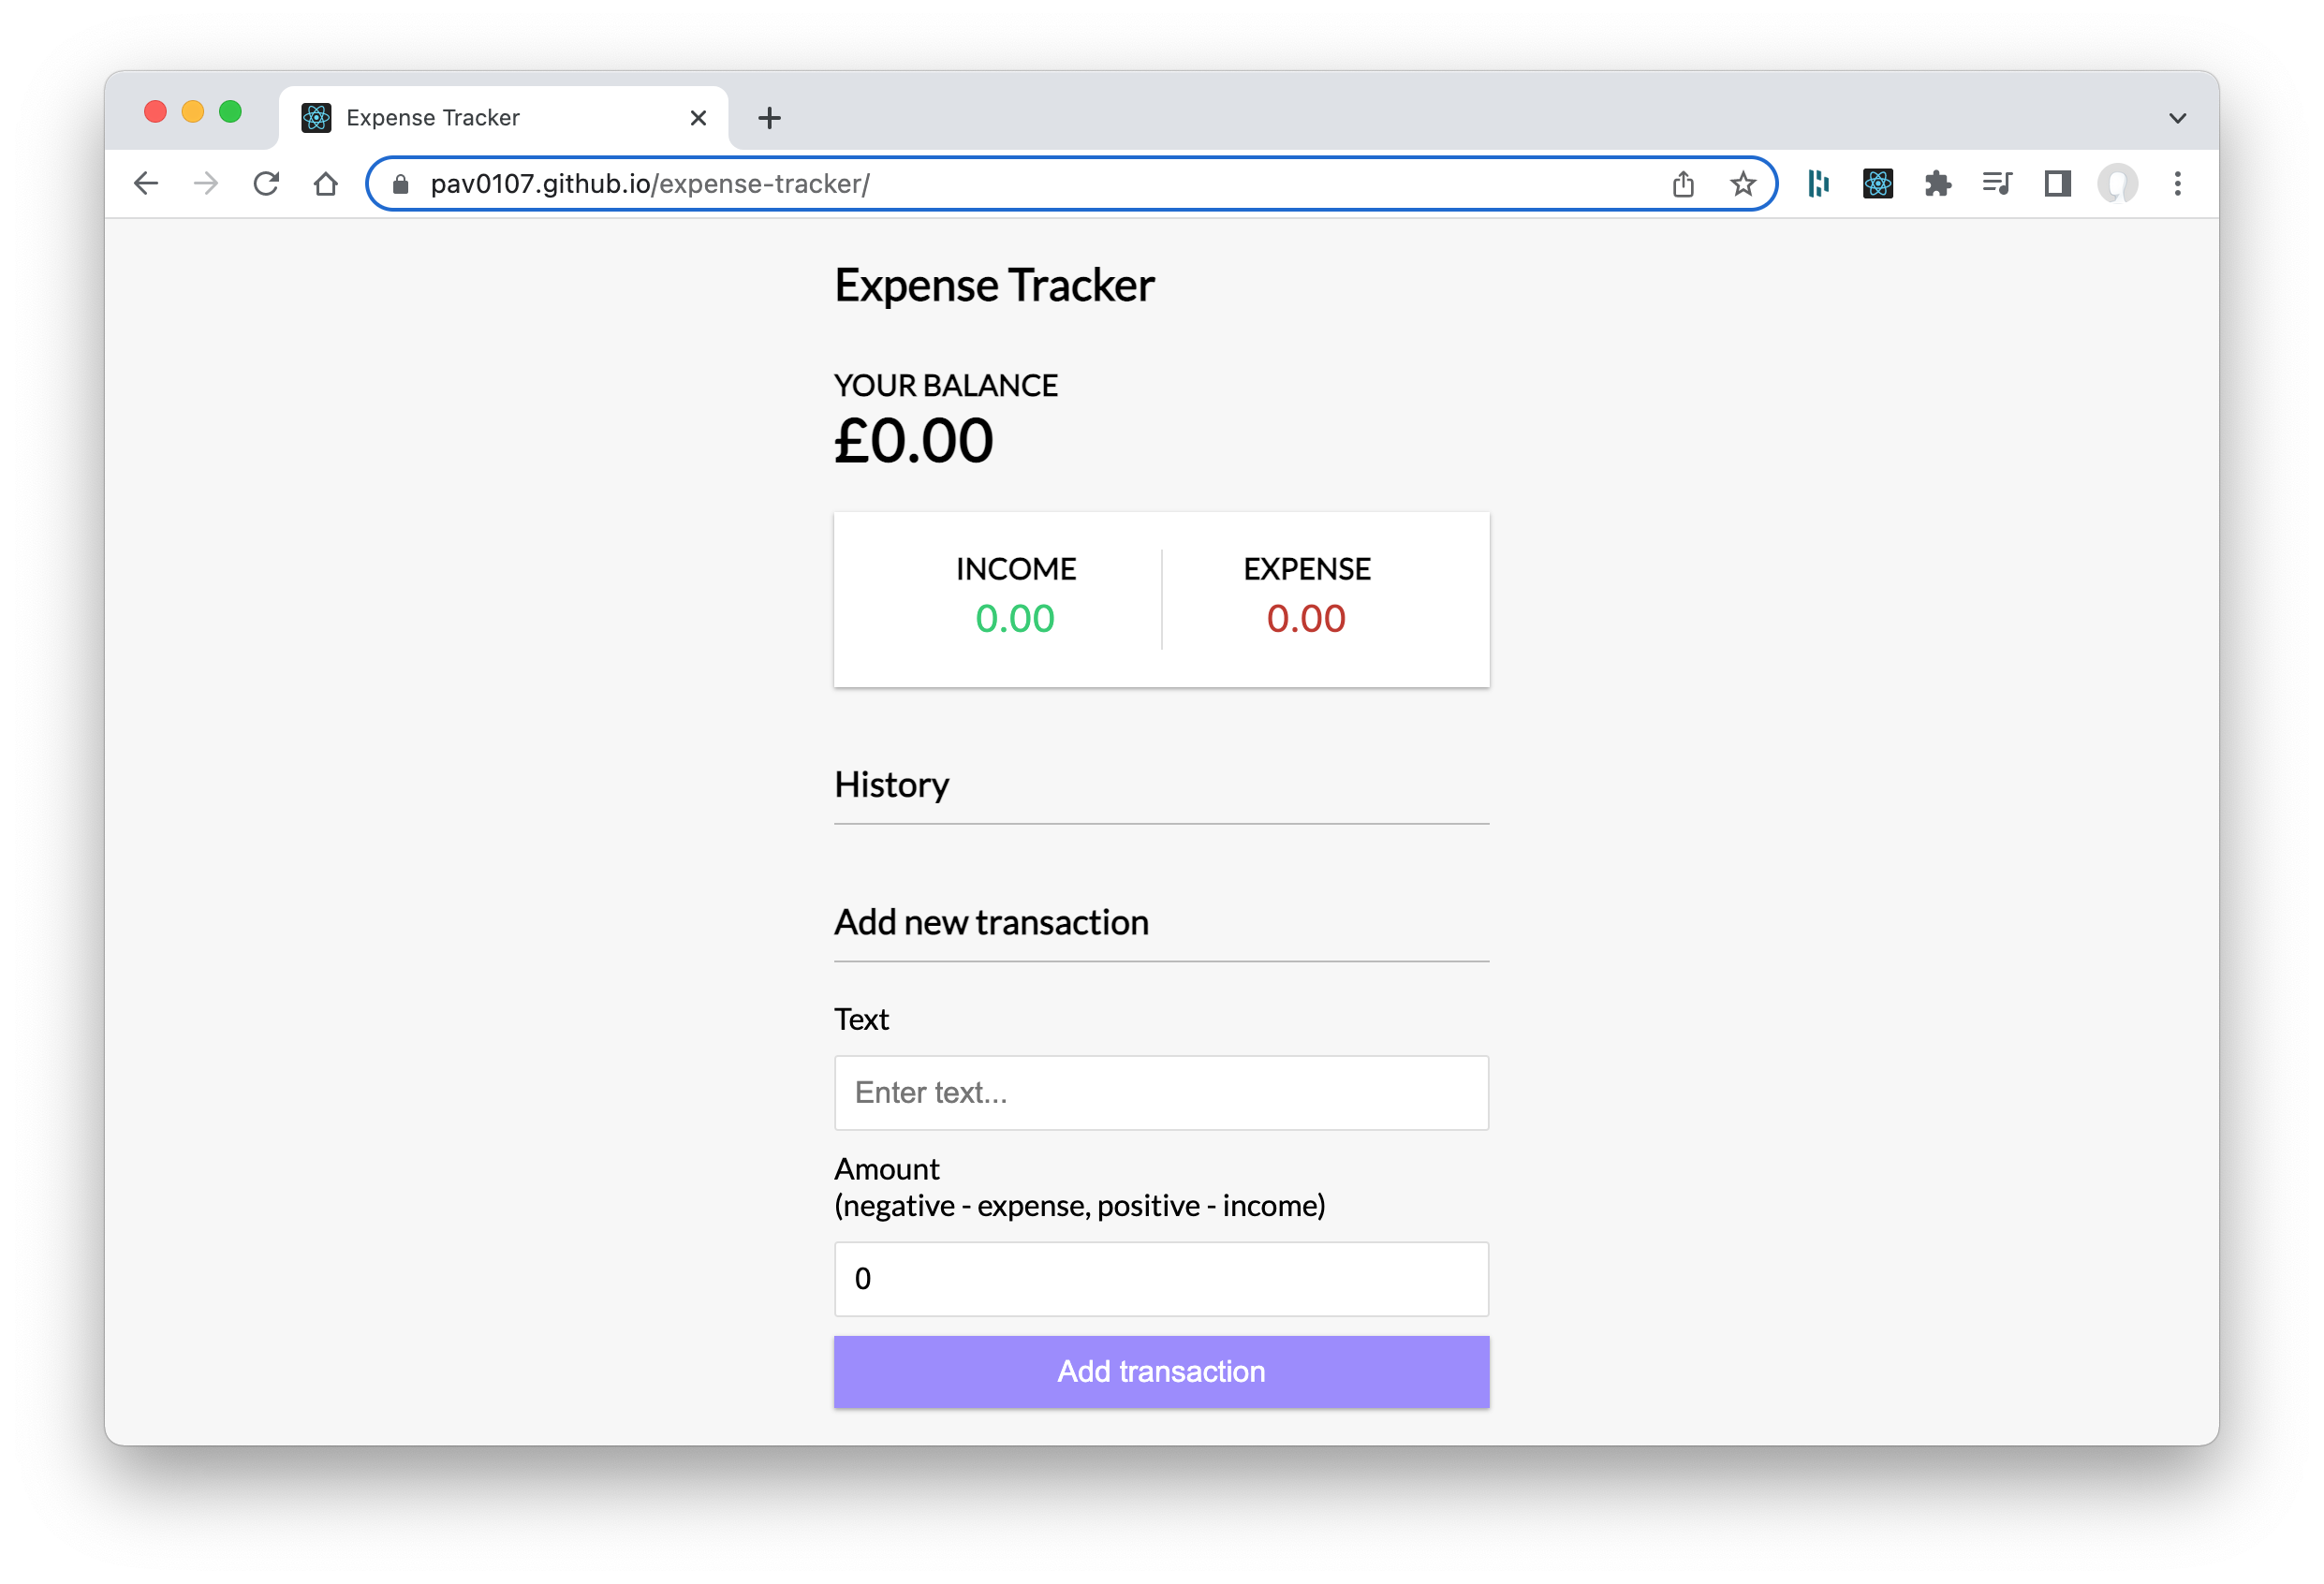 Expense Tracker
pav0107.github.io/expense-tracker/
Expense Tracker
YOUR BALANCE
£0.00
INCOME EXPENSE
0.00 0.00
History
Add new transaction
Text
Enter text...
Amount
(negative - expense, positive - income)
0
Add transaction